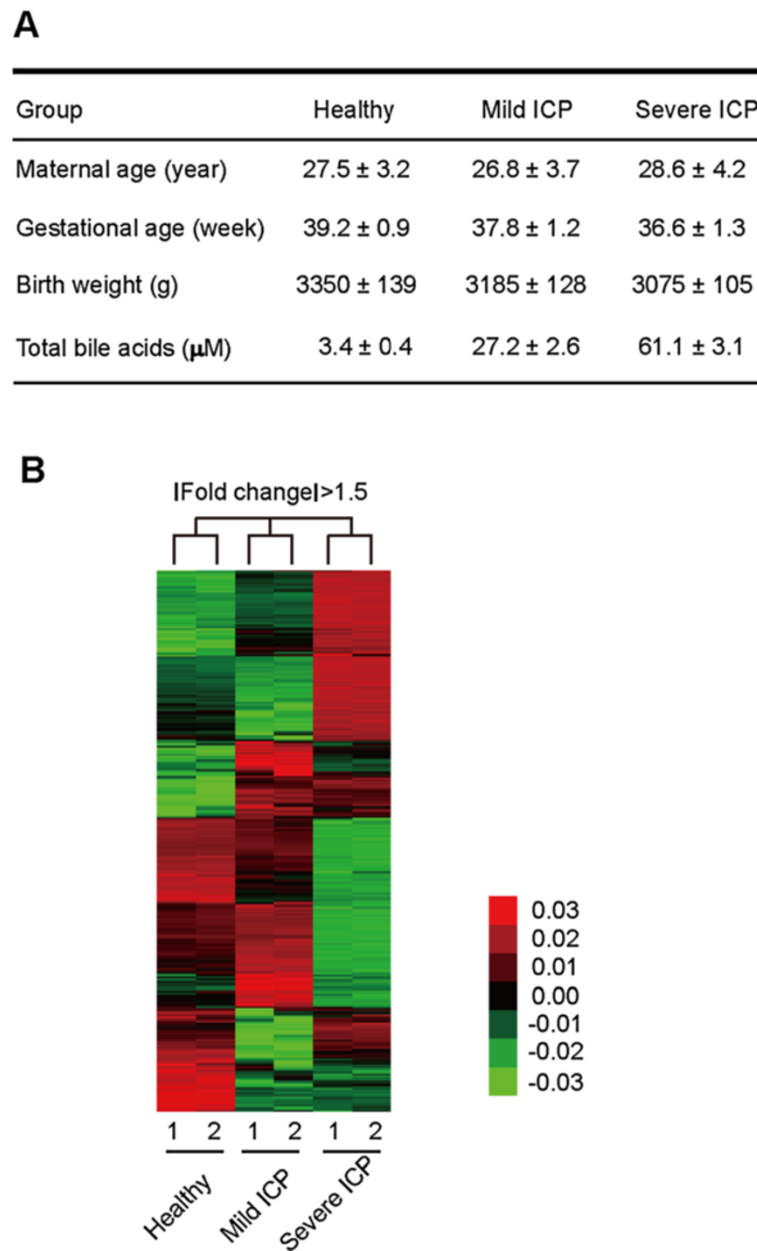 A
Group Healthy Mild ICP Severe ICP
Maternal age (year) 27.5 ± 3.2 26.8 ± 3.7 28.6 ± 4.2
Gestational age (week) 39.2 ± 0.9 37.8 ± 1.2 36.6 ± 1.3
Birth weight (g) 3350 ± 139 3185 ± 128 3075 ± 105
Total bile acids (μM) 3.4 ± 0.4 27.2 ± 2.6 61.1 ± 3.1
B
|Fold change|>1.5
0.03
0.02
0.01
0.00
-0.01
-0.02
-0.03
1 2 1 2 1 2
Healthy Mild ICP Severe ICP